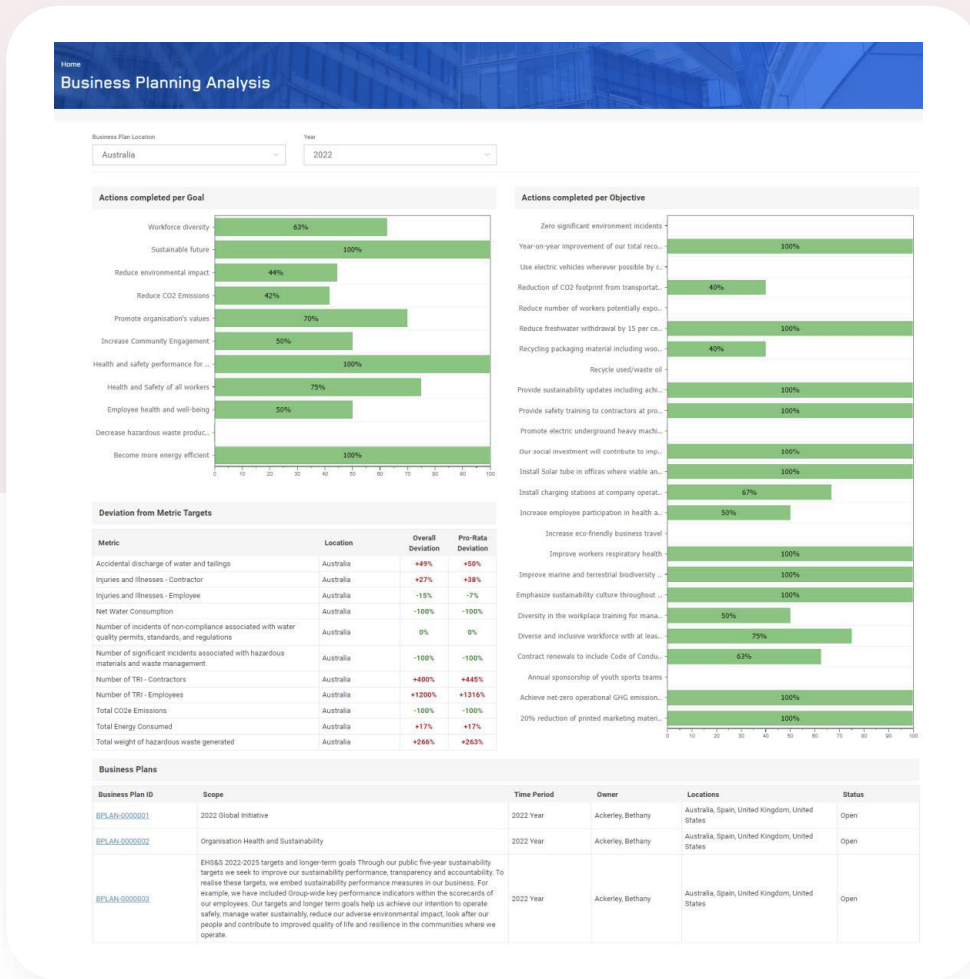 Home
Business Planning Analysis
Business Plan Location
Year
Australia
2022
Actions completed per Goal
Workforce diversity
63%
Sustainable future
100%
Reduce environmental impact
44%
Reduce CO2 Emissions
42%
Promote organisation's values
70%
Increase Community Engagement
50%
Health and safety performance for ...
100%
Health and Safety of all workers
75%
Employee health and well-being
50%
Decrease hazardous waste produc...
Become more energy efficient
100%
0 10 20 30 40 50 60 70 80 90 100
Actions completed per Objective
Zero significant environment incidents
Year-on-year improvement of our total reco...
100%
Use electric vehicles wherever possible by
Reduction of CO2 footprint from transportat...
40%
Reduce number of workers potentially expo...
Reduce freshwater withdrawal by 15 per ce...
100%
Recycling packaging material including woo...
40%
Recycle used/waste oil
Provide sustainability updates including achi...
100%
Provide safety training to contractors at pro...
100%
Promote electric underground heavy machi...
Our social investment will contribute to imp...
100%
Install Solar tube in offices where viable an...
100%
Install charging stations at company operat...
67%
Increase employee participation in health a...
50%
Increase eco-friendly business travel
Improve workers respiratory health
100%
Improve marine and terrestrial biodiversity ...
100%
Emphasize sustainability culture throughout ...
100%
Diversity in the workplace training for mana...
50%
Diverse and inclusive workforce with at leas...
75%
Contract renewals to include Code of Condu...
63%
Annual sponsorship of youth sports teams
Achieve net-zero operational GHG emission...
100%
20% reduction of printed marketing materi...
100%
0 10 20 30 40 50 60 70 80 90 100
Deviation from Metric Targets
Metric Location Overall Deviation Pro-Rata Deviation
Accidental discharge of water and tailings Australia +49% +50%
Injuries and Illnesses - Contractor Australia +27% +38%
Injuries and Illnesses - Employee Australia -15% -7%
Net Water Consumption Australia -100% -100%
Number of incidents of non-compliance associated with water
quality permits, standards, and regulations Australia 0% 0%
Number of significant incidents associated with hazardous
materials and waste management Australia -100% -100%
Number of TRI - Contractors Australia +400% +445%
Number of TRI - Employees Australia +1200% +1316%
Total CO2e Emissions Australia -100% -100%
Total Energy Consumed Australia +17% +17%
Total weight of hazardous waste generated Australia +266% +263%
Business Plans
Business Plan ID Scope Time Period Owner Locations Status
BPLAN-0000001 2022 Global Initiative 2022 Year Ackerley, Bethany Australia, Spain, United Kingdom, United States Open
BPLAN-0000002 Organisation Health and Sustainability 2022 Year Ackerley, Bethany Australia, Spain, United Kingdom, United States Open
EHS&S 2022-2025 targets and longer-term goals Through our public five-year sustainability
targets we seek to improve our sustainability performance, transparency and accountability. To
realise these targets, we embed sustainability performance measures in our business. For
example, we have included Group-wide key performance indicators within the scorecards of
BPLAN-0000003 our employees. Our targets and longer term goals help us achieve our intention to operate 2022 Year Ackerley, Bethany Australia, Spain, United Kingdom, United States Open
safely, manage water sustainably, reduce our adverse environmental impact, look after our
people and contribute to improved quality of life and resilience in the communities where we
operate.